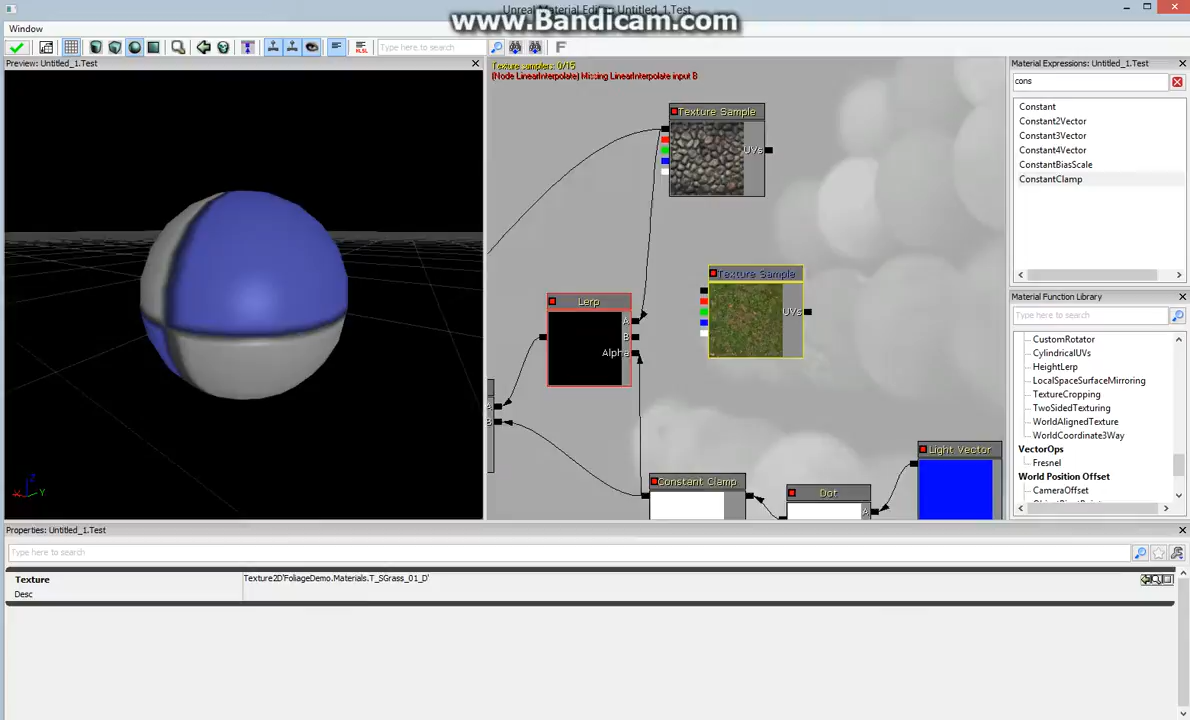 Unreal Material Editor: Untitled_1.Test
www.Bandicam.com
Window
Type here to search
F
Preview: Untitled_1.Test
Texture samplers: 0/15
(Node LinearInterpolate) Missing LinearInterpolate input B
Texture Sample
UVs
Texture Sample
UVs
Lerp
A
B
Alpha
Constant Clamp
Dot
A
Light Vector
Z
X
Y
Material Expressions: Untitled_1.Test
cons
Constant
Constant2Vector
Constant3Vector
Constant4Vector
ConstantBiasScale
ConstantClamp
Material Function Library
Type here to search
CustomRotator
CylindricalUVs
HeightLerp
LocalSpaceSurfaceMirroring
TextureCropping
TwoSidedTexturing
WorldAlignedTexture
WorldCoordinate3Way
VectorOps
Fresnel
World Position Offset
CameraOffset
Properties: Untitled_1.Test
Type here to search
Texture
Texture2D'FoliageDemo.Materials.T_SGrass_01_D'
Desc